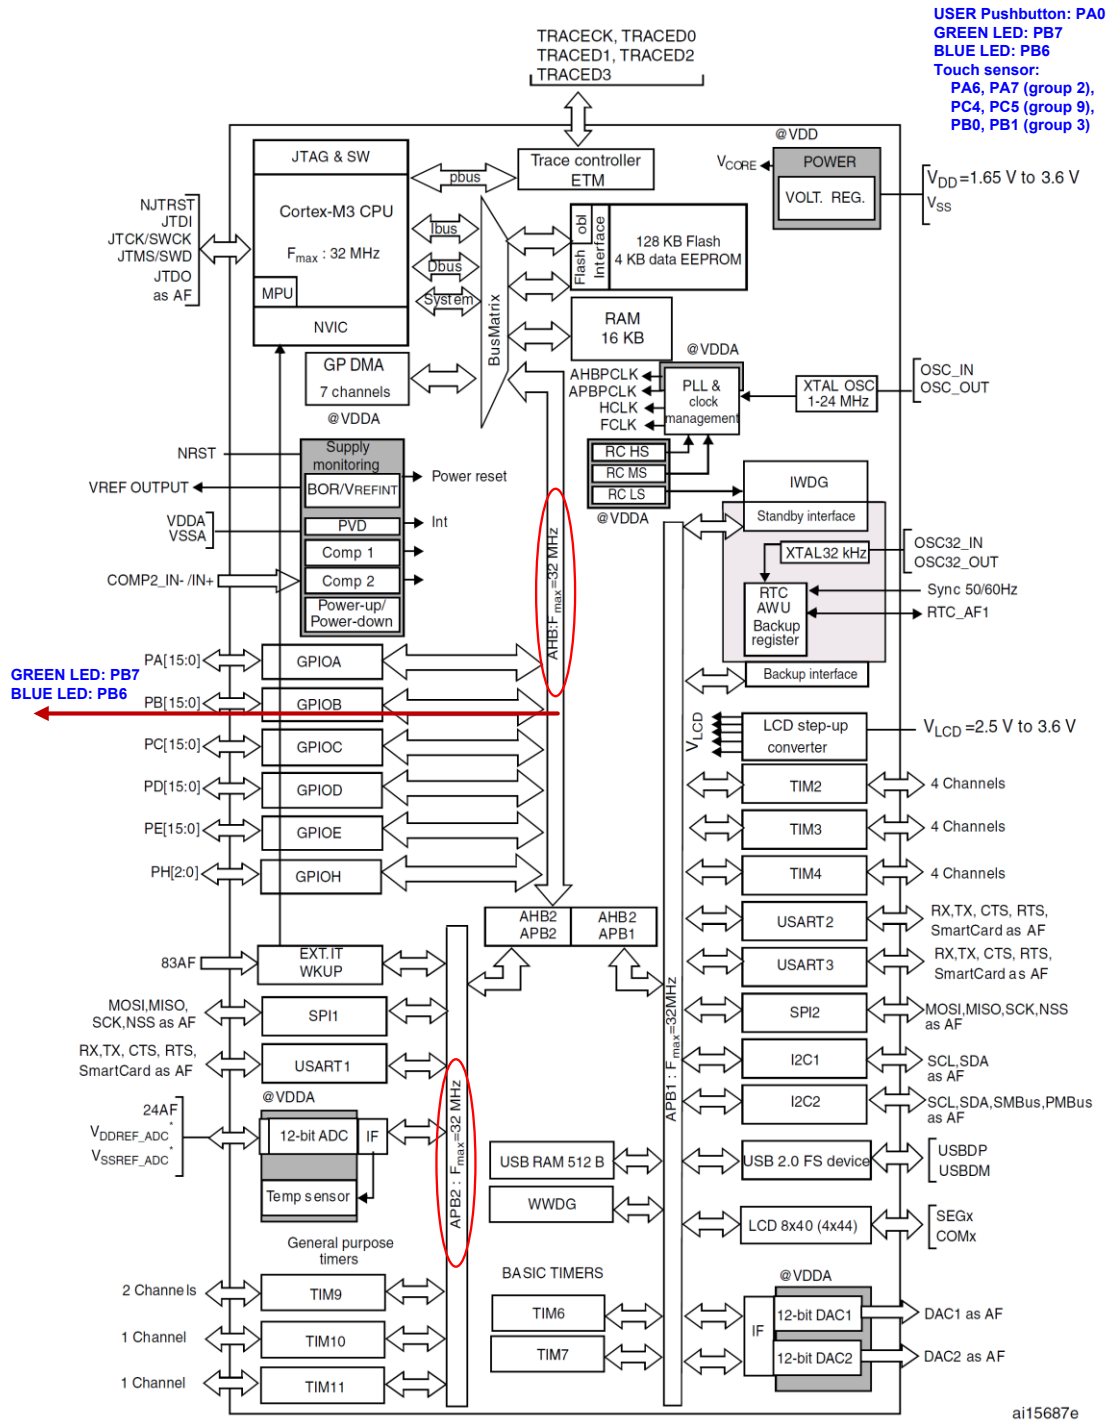 USER Pushbutton: PA0
GREEN LED: PB7
BLUE LED: PB6
Touch sensor:
PA6, PA7 (group 2),
PC4, PC5 (group 9),
PB0, PB1 (group 3)
TRACECK, TRACED0
TRACED1, TRACED2
TRACED3
JTAG & SW
pbus
Trace controller
ETM
@VDD
VCORE
POWER
VOLT. REG.
VDD=1.65 V to 3.6 V
VSS
NJTRST
JTDI
JTCK/SWCK
JTMS/SWD
JTDO
as AF
Cortex-M3 CPU
Fmax : 32 MHz
MPU
NVIC
Ibus
Dbus
System
BusMatrix
Flash
obl
Interface
128 KB Flash
4 KB data EEPROM
RAM
16 KB
GP DMA
7 channels
@VDDA
AHBPCLK
APBPCLK
HCLK
FCLK
PLL &
clock
management
XTAL OSC
1-24 MHz
OSC_IN
OSC_OUT
@VDDA
NRST
VREF OUTPUT
VDDA
VSSA
COMP2_IN-/IN+
Supply
monitoring
BOR/VREFINT
PVD
Comp 1
Comp 2
Power-up/
Power-down
Power reset
Int
RC HS
RC MS
RC LS
@VDDA
IWDG
Standby interface
XTAL32 kHz
OSC32_IN
OSC32_OUT
RTC
AWU
Backup
register
Sync 50/60Hz
RTC_AF1
Backup interface
AHB:Fmax=32 MHz
GREEN LED: PB7
BLUE LED: PB6
PA[15:0]
GPIOA
PB[15:0]
GPIOB
PC[15:0]
GPIOC
PD[15:0]
GPIOD
PE[15:0]
GPIOE
PH[2:0]
GPIOH
VLCD
LCD step-up
converter
VLCD=2.5 V to 3.6 V
TIM2
4 Channels
TIM3
4 Channels
TIM4
4 Channels
AHB2
APB2
AHB2
APB1
USART2
RX,TX, CTS, RTS,
SmartCard as AF
USART3
RX,TX, CTS, RTS,
SmartCard as AF
83AF
EXT.IT
WKUP
MOSI,MISO,
SCK,NSS as AF
SPI1
RX,TX, CTS, RTS,
SmartCard as AF
USART1
APB2 : Fmax=32 MHz
APB1 : Fmax=32MHz
SPI2
MOSI,MISO,SCK,NSS
as AF
I2C1
SCL,SDA
as AF
I2C2
SCL,SDA,SMBus,PMBus
as AF
@VDDA
24AF
VDDREF_ADC*
VSSREF_ADC*
12-bit ADC
IF
Temp sensor
USB RAM 512 B
USB 2.0 FS device
USBDP
USBDM
WWDG
LCD 8x40 (4x44)
SEGx
COMx
General purpose
timers
BASIC TIMERS
2 Channels
TIM9
1 Channel
TIM10
1 Channel
TIM11
TIM6
TIM7
@VDDA
IF
12-bit DAC1
DAC1 as AF
12-bit DAC2
DAC2 as AF
ai15687e